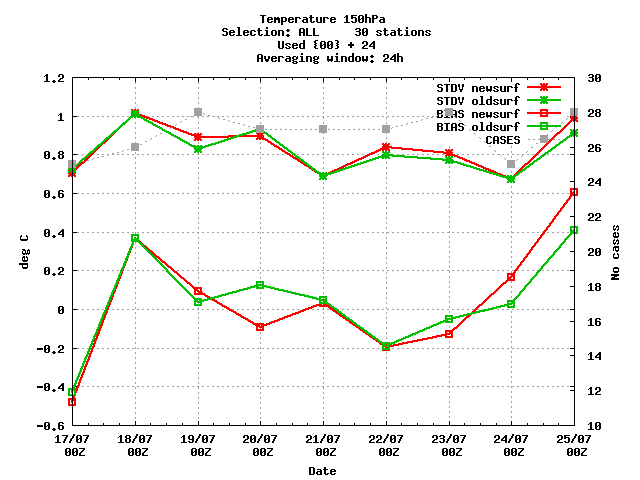 Temperature 150hPa
Selection: ALL 30 stations
Used {00} + 24
Averaging window: 24h
1.2
1
0.8
0.6
0.4
0.2
0
-0.2
-0.4
-0.6
deg C
30
28
26
24
22
20
18
16
14
12
10
No cases
STDV newsurf
STDV oldsurf
BIAS newsurf
BIAS oldsurf
CASES
17/07 18/07 19/07 20/07 21/07 22/07 23/07 24/07 25/07
00Z 00Z 00Z 00Z 00Z 00Z 00Z 00Z 00Z
Date